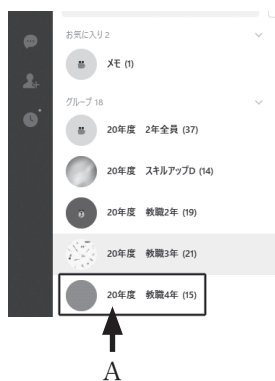 お気に入り 2
メモ (1)
グループ 18
20年度 2年全員 (37)
20年度 スキルアップD (14)
20年度 教職2年 (19)
20年度 教職3年 (21)
20年度 教職4年 (15)
A